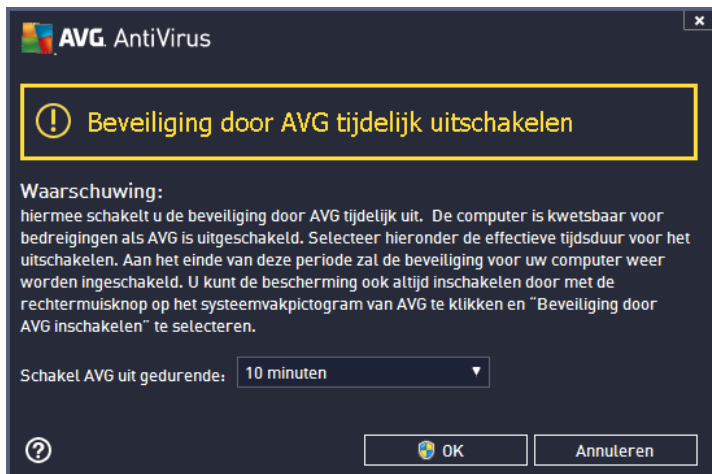 AVG. AntiVirus
Beveiliging door AVG tijdelijk uitschakelen
Waarschuwing:
hiermee schakelt u de beveiliging door AVG tijdelijk uit. De computer is kwetsbaar voor
bedreigingen als AVG is uitgeschakeld. Selecteer hieronder de effectieve tijdsduur voor het
uitschakelen. Aan het einde van deze periode zal de beveiliging voor uw computer weer
worden ingeschakeld. U kunt de bescherming ook altijd inschakelen door met de
rechtermuisknop op het systeemvakpictogram van AVG te klikken en "Beveiliging door
AVG inschakelen" te selecteren.
Schakel AVG uit gedurende: 10 minuten
OK Annuleren